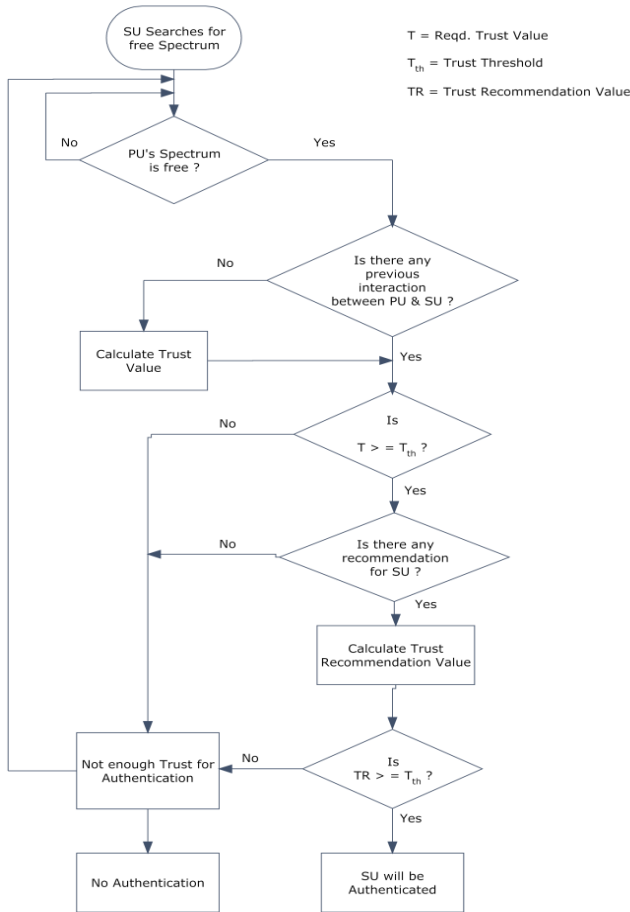 SU Searches for
free Spectrum
T = Reqd. Trust Value
T_th = Trust Threshold
TR = Trust Recommendation Value
No
PU's Spectrum
is free ?
Yes
No
Is there any
previous
interaction
between PU & SU ?
Calculate Trust
Value
Yes
No
Is
T > = T_th ?
Yes
No
Is there any
recommendation
for SU ?
Yes
Calculate Trust
Recommendation Value
Not enough Trust for
Authentication
No
Is
TR > = T_th ?
Yes
No Authentication
SU will be
Authenticated